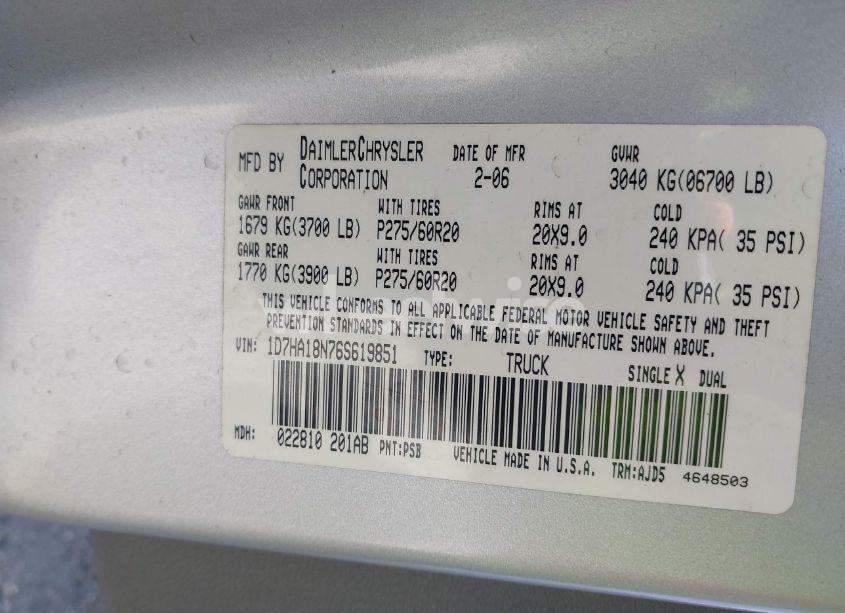 MFD BY DAIMLERCHRYSLER CORPORATION DATE OF MFR 2-06 GVWR 3040 KG(06700 LB)
GAWR FRONT WITH TIRES RIMS AT COLD
1679 KG(3700 LB) P275/60R20 20X9.0 240 KPA( 35 PSI)
GAWR REAR WITH TIRES RIMS AT COLD
1770 KG(3900 LB) P275/60R20 20X9.0 240 KPA( 35 PSI)
THIS VEHICLE CONFORMS TO ALL APPLICABLE FEDERAL MOTOR VEHICLE SAFETY AND THEFT
PREVENTION STANDARDS IN EFFECT ON THE DATE OF MANUFACTURE SHOWN ABOVE.
VIN: 1D7HA18N76S619851 TYPE: TRUCK SINGLE X DUAL
MDH: 022810 201AB PNT:PSB VEHICLE MADE IN U.S.A. TRM:AJD5 4648503